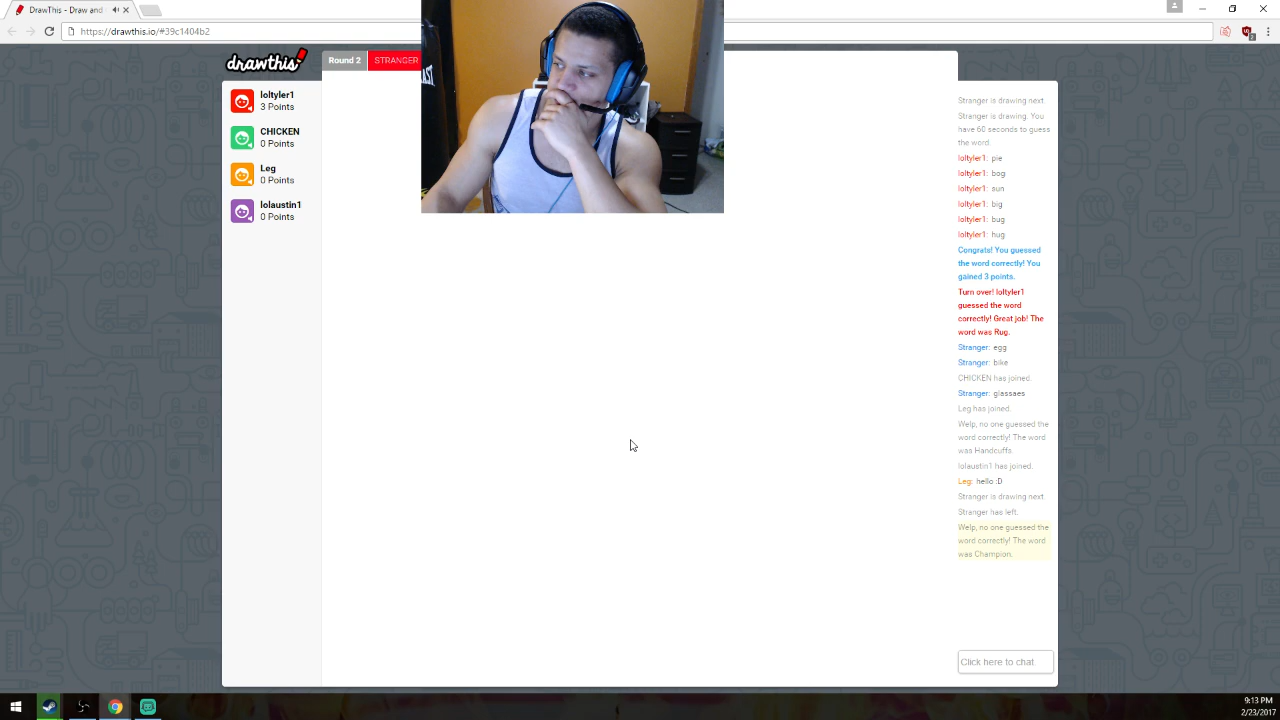 DrawThis - Draw and
https://drawthis.io/#39c1404b2
drawthis!
Round 2
STRANGER
loltyler1
3 Points
CHICKEN
0 Points
Leg
0 Points
lolaustin1
0 Points
AST
Stranger is drawing next.
Stranger is drawing. You
have 60 seconds to guess
the word.
loltyler1: pie
loltyler1: bog
loltyler1: sun
loltyler1: big
loltyler1: bug
loltyler1: hug
Congrats! You guessed
the word correctly! You
gained 3 points.
Turn over! loltyler1
guessed the word
correctly! Great job! The
word was Rug.
Stranger: egg
Stranger: bike
CHICKEN has joined.
Stranger: glassaes
Leg has joined.
Welp, no one guessed the
word correctly! The word
was Handcuffs.
lolaustin1 has joined.
Leg: hello :D
Stranger is drawing next.
Stranger has left.
Welp, no one guessed the
word correctly! The word
was Champion.
Click here to chat
9:13 PM
2/23/2017